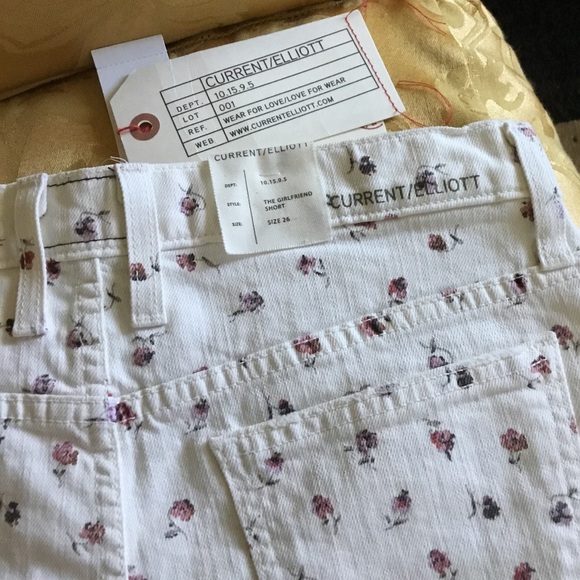 CURRENT/ELLIOTT
DEPT. 10.15.9.5
LOT 001
REF. WEAR FOR LOVE/LOVE FOR WEAR
WEB WWW.CURRENTELLIOTT.COM
CURRENT/ELLIOTT
DEPT: 10.15.9.5
STYLE: THE GIRLFRIEND
SHORT
SIZE: SIZE 26
CURRENT/ELLIOTT